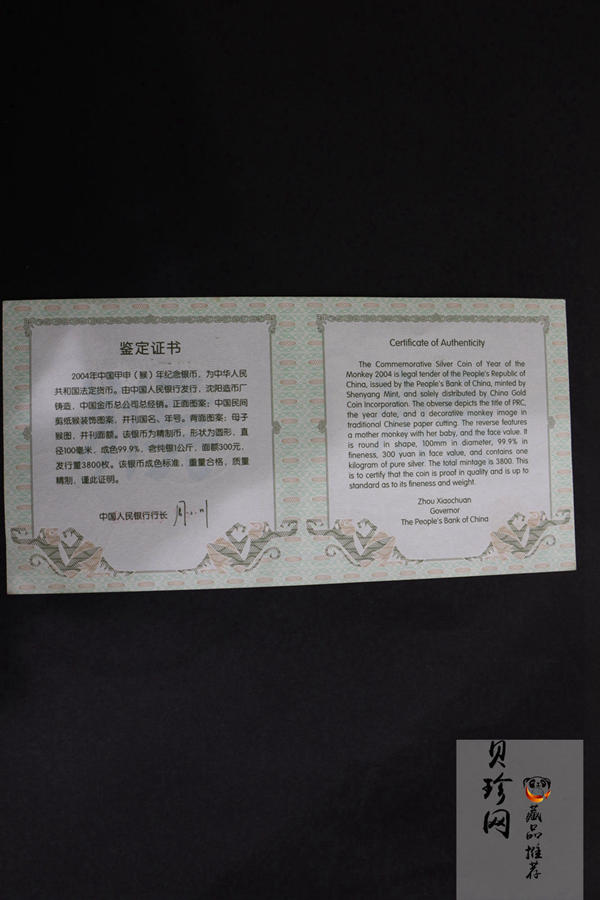 鉴定证书
2004年中国甲申（猴）年纪念银币，为中华人民
共和国法定货币。由中国人民银行发行，沈阳造币厂
铸造，中国金币总公司总经销。正面图案：中国民间
剪纸猴装饰图案，并刊国名、年号。背面图案：母子
猴图，并刊面额。该银币为精制币，形状为圆形，直
径100毫米，成色99.9%，含纯银1公斤，面额300元，
发行量3800枚。该银币成色标准，重量合格，质量
精制，谨此证明。
中国人民银行行长
Certificate of Authenticity
The Commemorative Silver Coin of Year of the
Monkey 2004 is legal tender of the People's Republic of
China, issued by the People's Bank of China, minted by
Shenyang Mint, and solely distributed by China Gold
Coin Incorporation. The obverse depicts the title of PRC,
the year date, and a decorative monkey image in
traditional Chinese paper cutting. The reverse features
a mother monkey with her baby, and the face value. It
is round in shape, 100mm in diameter, 99.9% in
fineness, 300 yuan in face value, and contains one
kilogram of pure silver. The total mintage is 3800. This
is to certify that the coin is proof in quality and is up to
standard as to its fineness and weight.
Zhou Xiaochuan
Governor
The People's Bank of China
贝珍网
藏品推荐